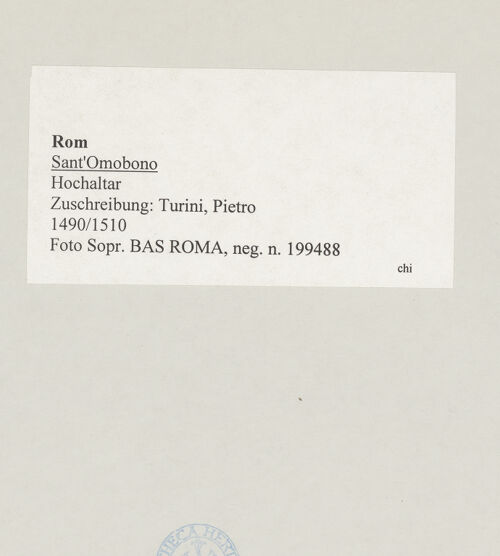 Rom
Sant'Omobono
Hochaltar
Zuschreibung: Turini, Pietro
1490/1510
Foto Sopr. BAS ROMA, neg. n. 199488
chi